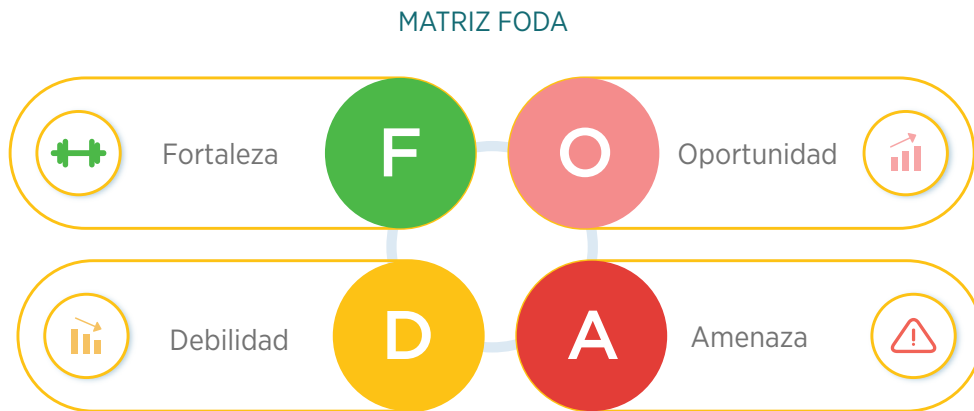 MATRIZ FODA
Fortaleza
F
O
Oportunidad
Debilidad
D
A
Amenaza